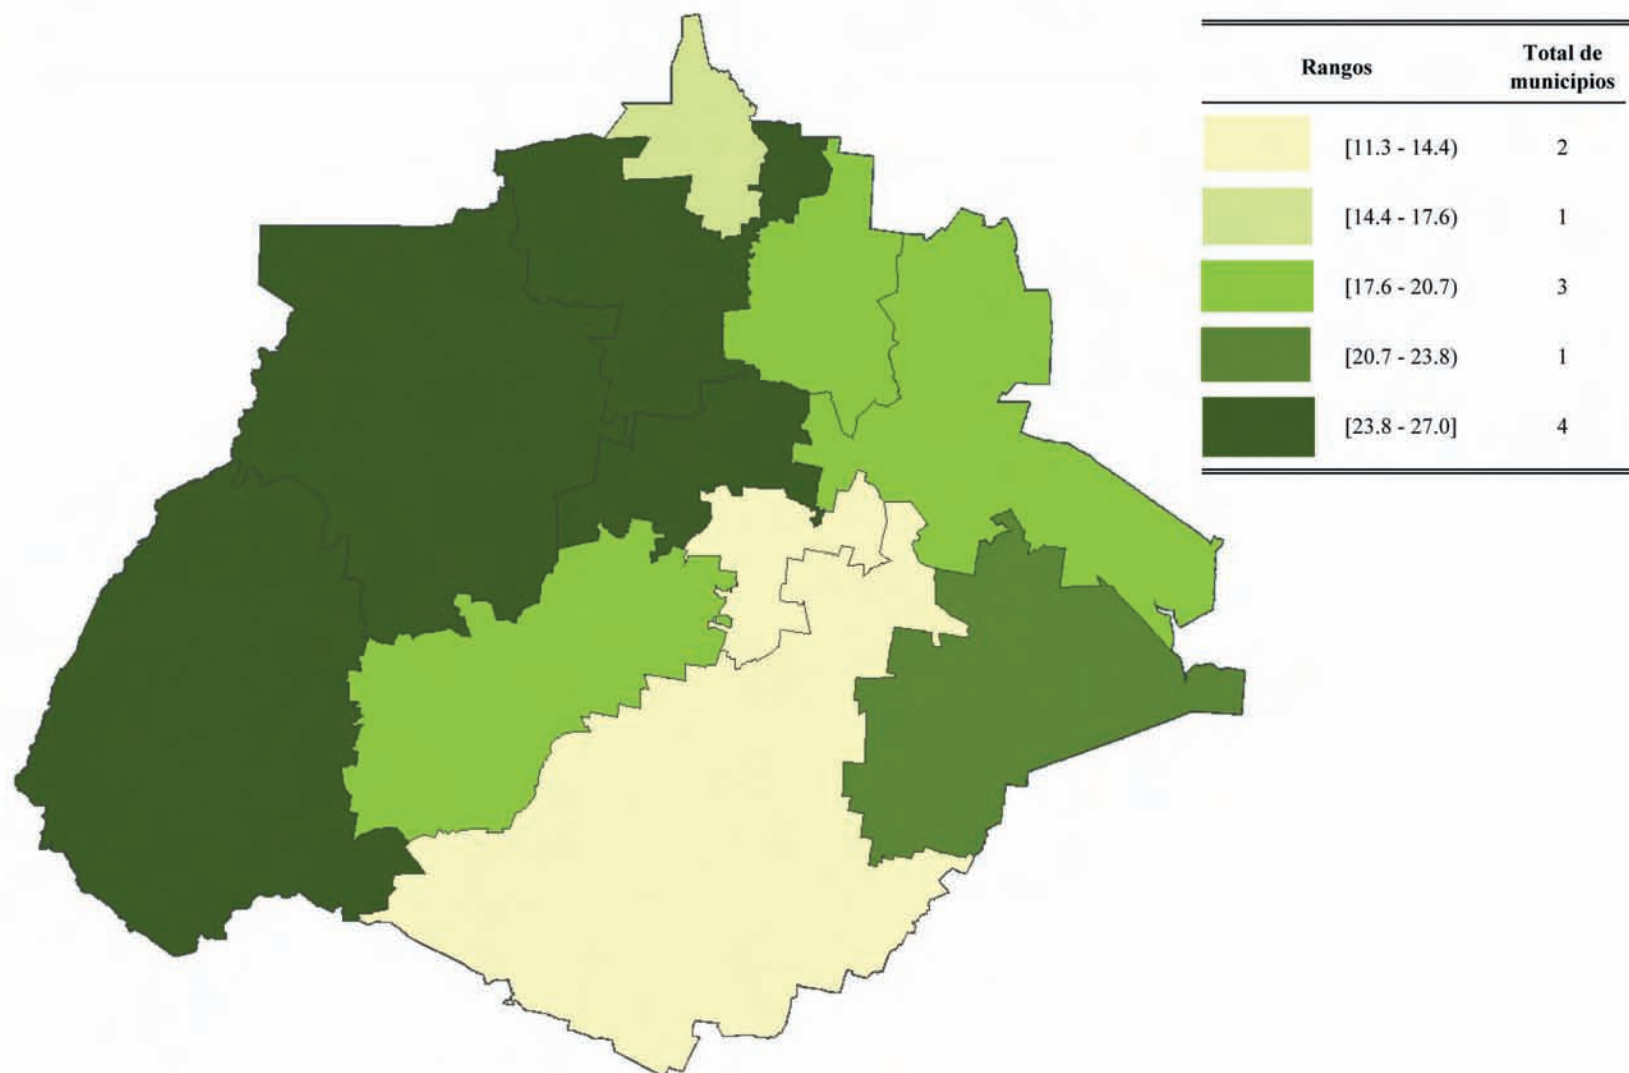 Rangos Total de
municipios
[11.3 - 14.4) 2
[14.4 - 17.6) 1
[17.6 - 20.7) 3
[20.7 - 23.8) 1
[23.8 - 27.0] 4